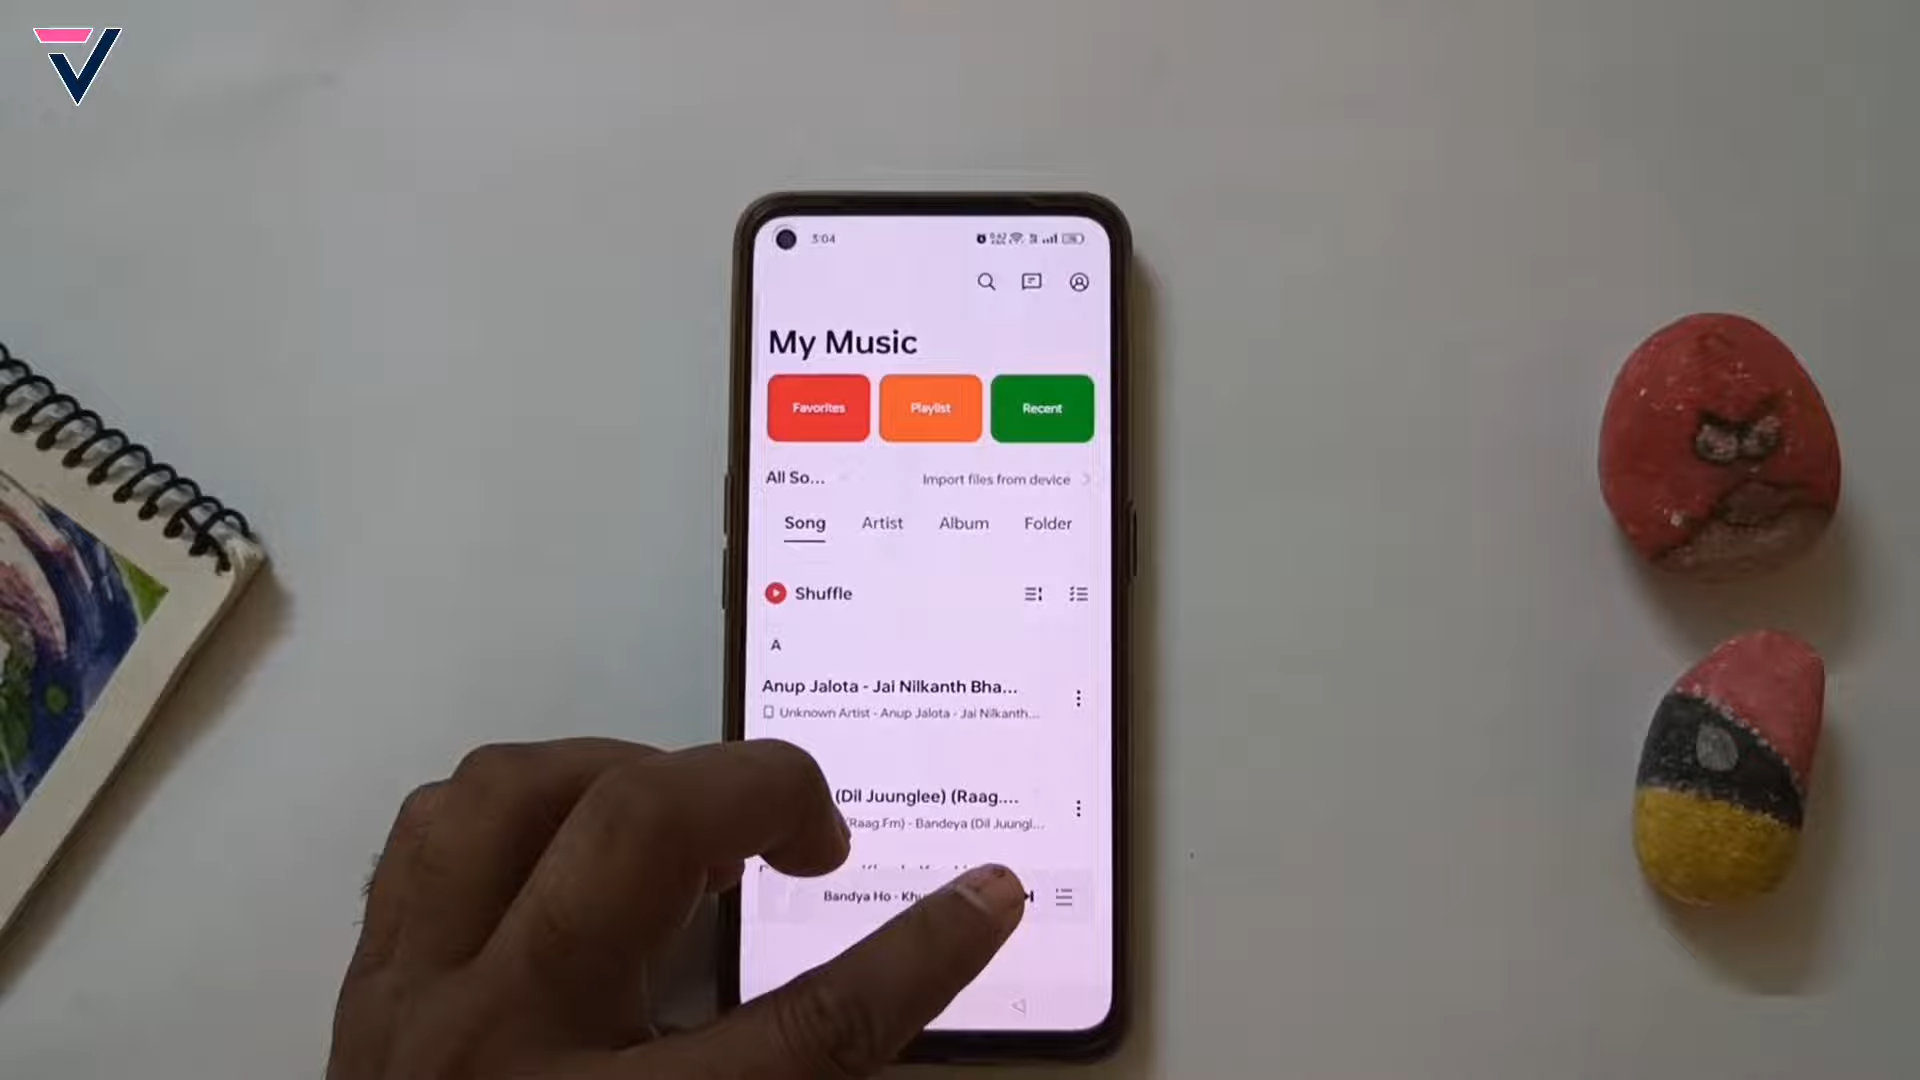 3:04
My Music
Favorites
Playlist
Recent
All So...
Import files from device
Song
Artist
Album
Folder
Shuffle
A
Anup Jalota - Jai Nilkanth Bha...
Unknown Artist - Anup Jalota - Jai Nilkanth...
(Dil Juunglee) (Raag....
(Raag.Fm) - Bandeya (Dil Juungl...
Bandya Ho - Khu